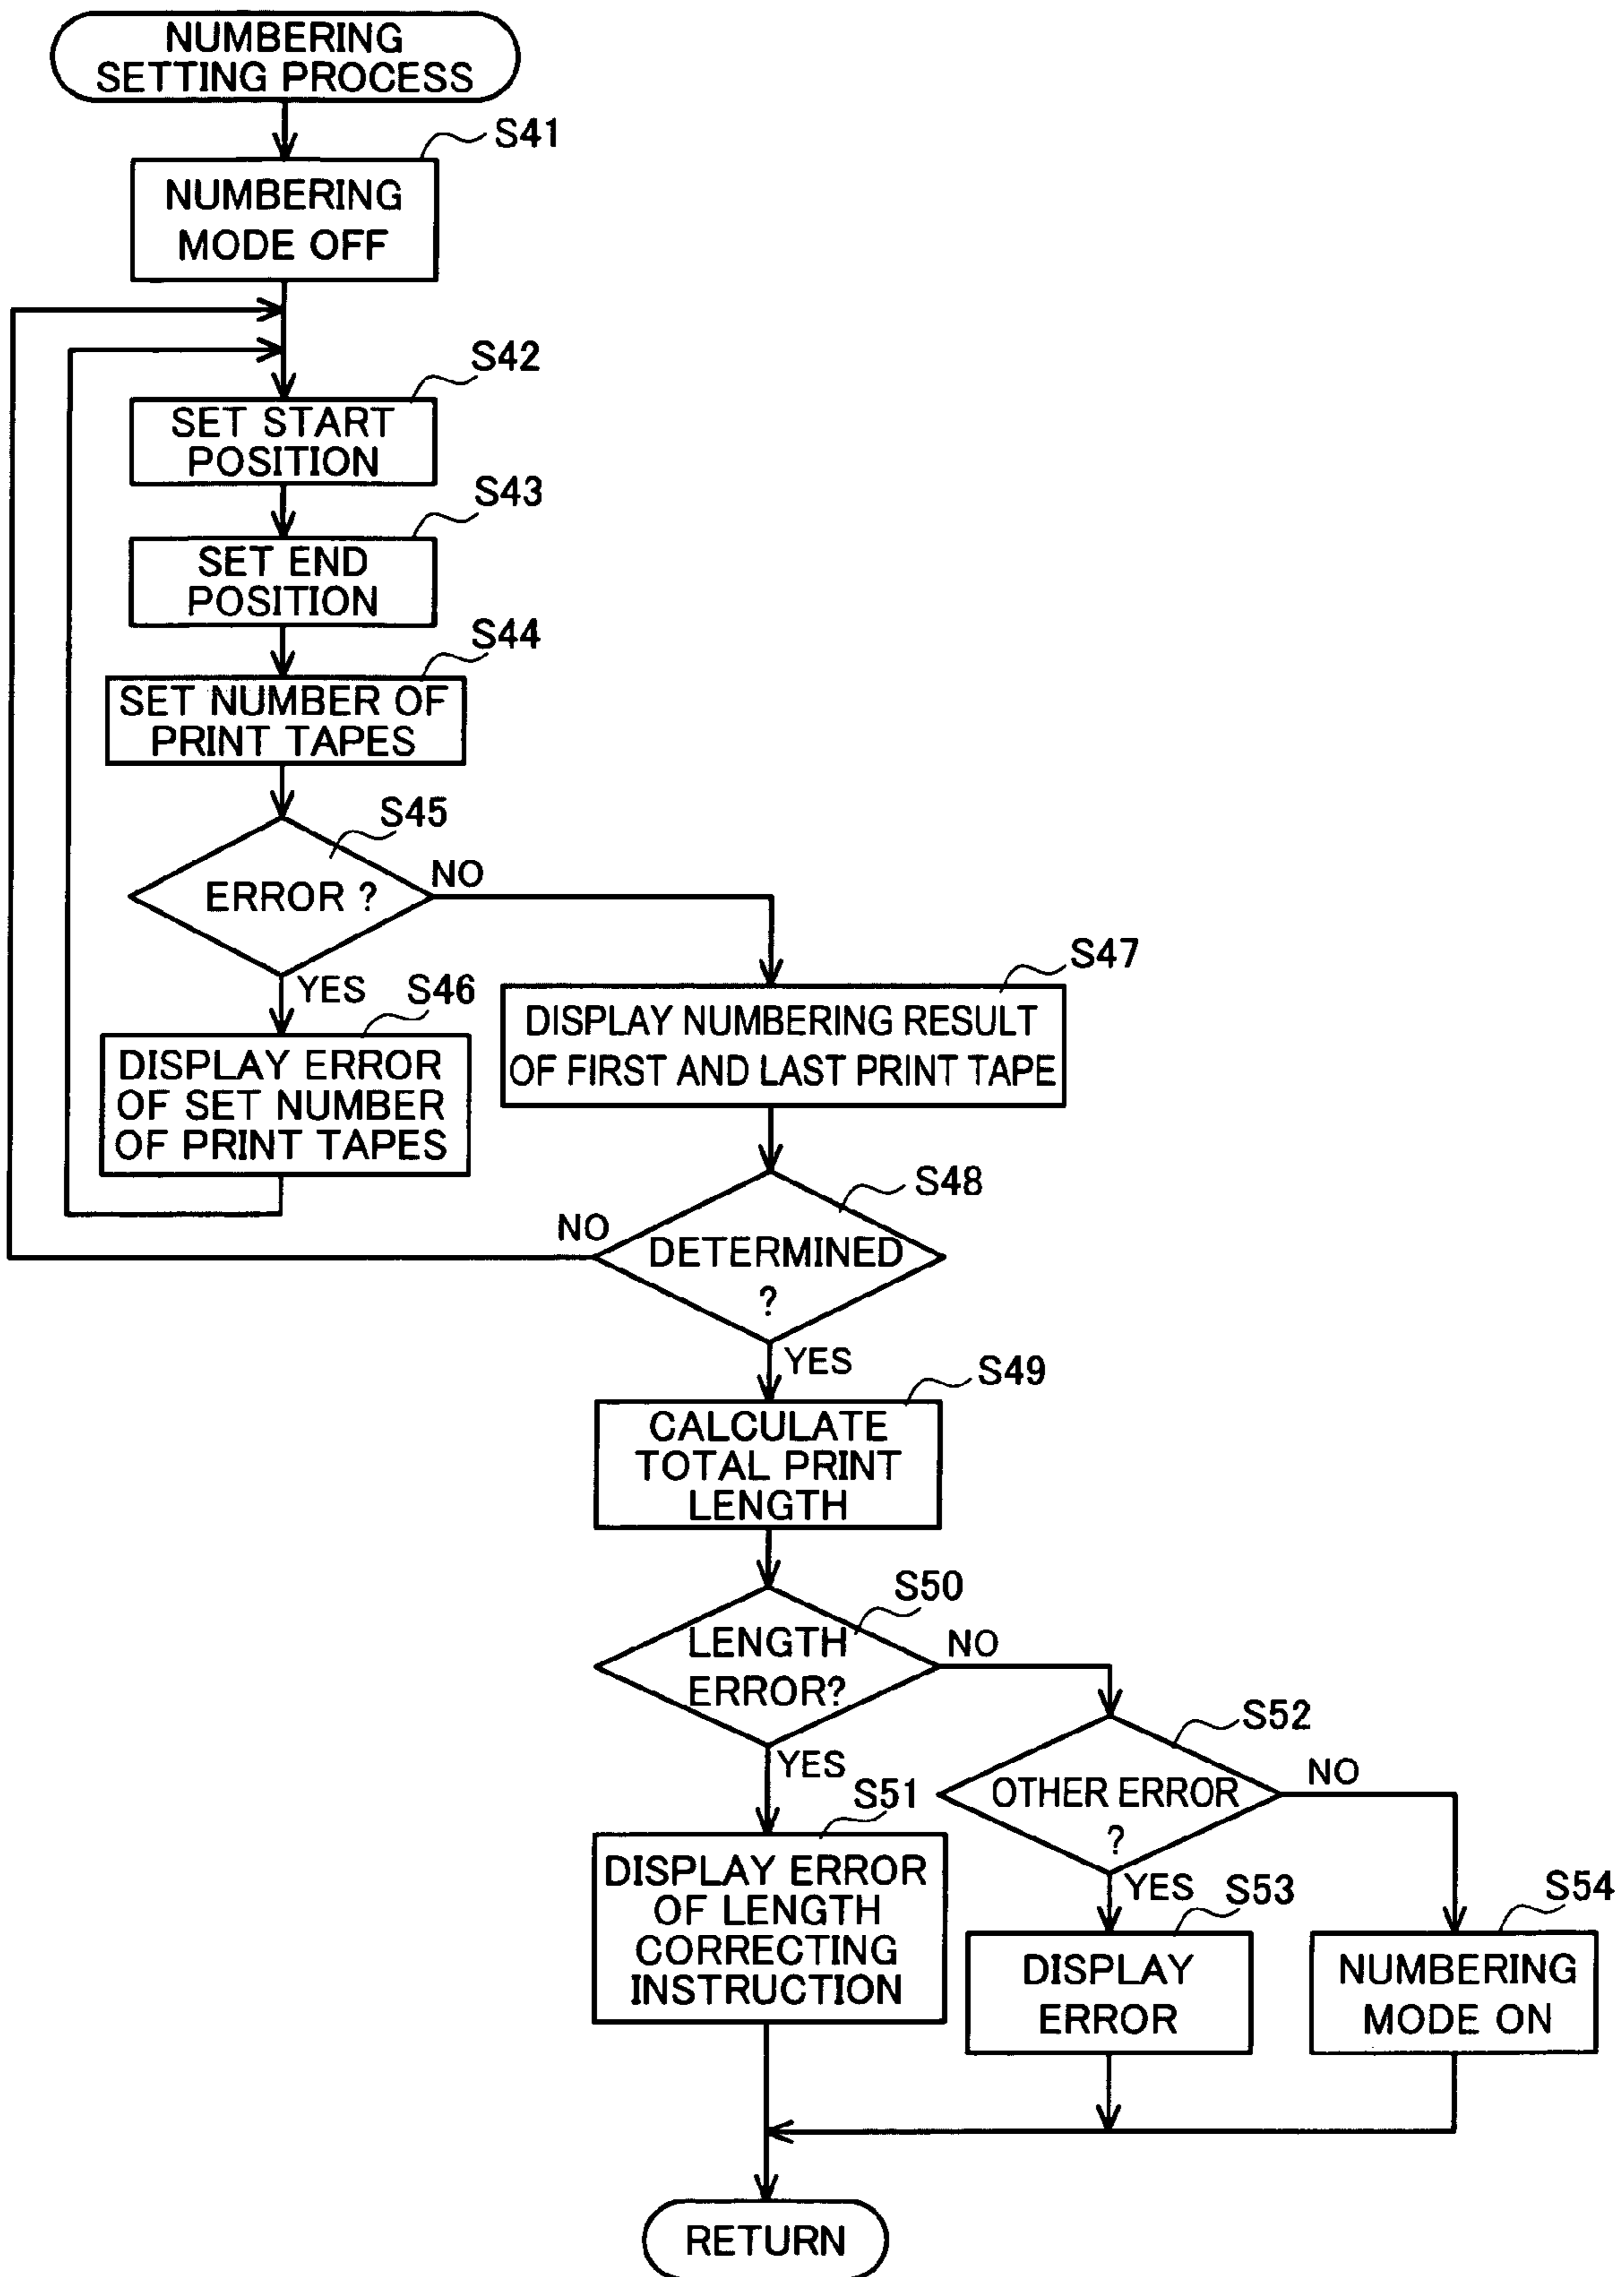 NUMBERING
SETTING PROCESS
S41
NUMBERING
MODE OFF
S42
SET START
POSITION
S43
SET END
POSITION
S44
SET NUMBER OF
PRINT TAPES
S45
ERROR ?
NO
YES
S46
DISPLAY ERROR
OF SET NUMBER
OF PRINT TAPES
S47
DISPLAY NUMBERING RESULT
OF FIRST AND LAST PRINT TAPE
S48
NO
DETERMINED
?
YES
S49
CALCULATE
TOTAL PRINT
LENGTH
S50
LENGTH
ERROR?
NO
YES
S51
DISPLAY ERROR
OF LENGTH
CORRECTING
INSTRUCTION
S52
OTHER ERROR
?
NO
YES
S53
DISPLAY
ERROR
S54
NUMBERING
MODE ON
RETURN